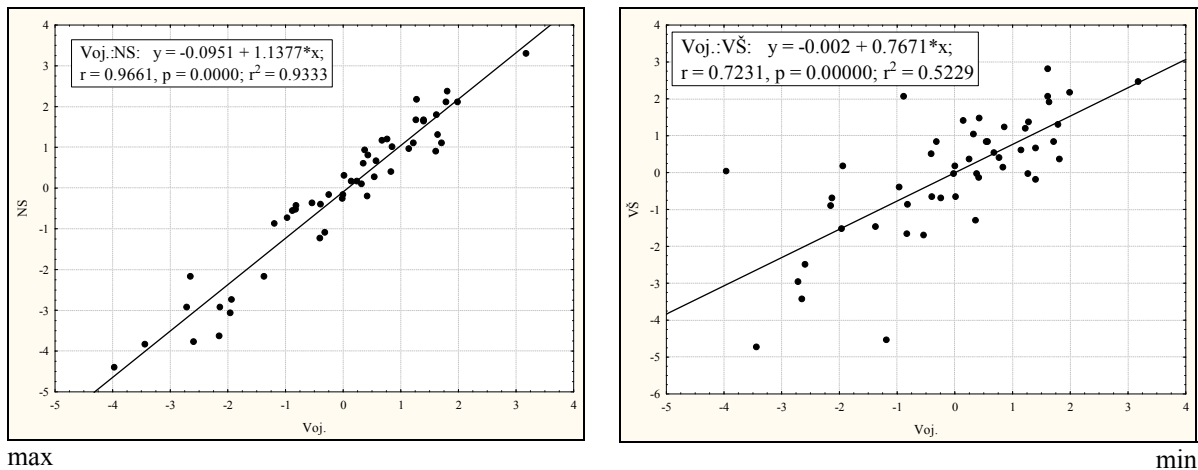 Voj.:NS: y = -0.0951 + 1.1377*x;
r = 0.9661, p = 0.0000; r² = 0.9333
4
3
2
1
0
-1
-2
-3
-4
-5
NS
-5 -4 -3 -2 -1 0 1 2 3 4
Voj.
max
Voj.:VŠ: y = -0.002 + 0.7671*x;
r = 0.7231, p = 0.00000; r² = 0.5229
4
3
2
1
0
-1
-2
-3
-4
-5
-6
VŠ
-5 -4 -3 -2 -1 0 1 2 3 4
Voj.
min